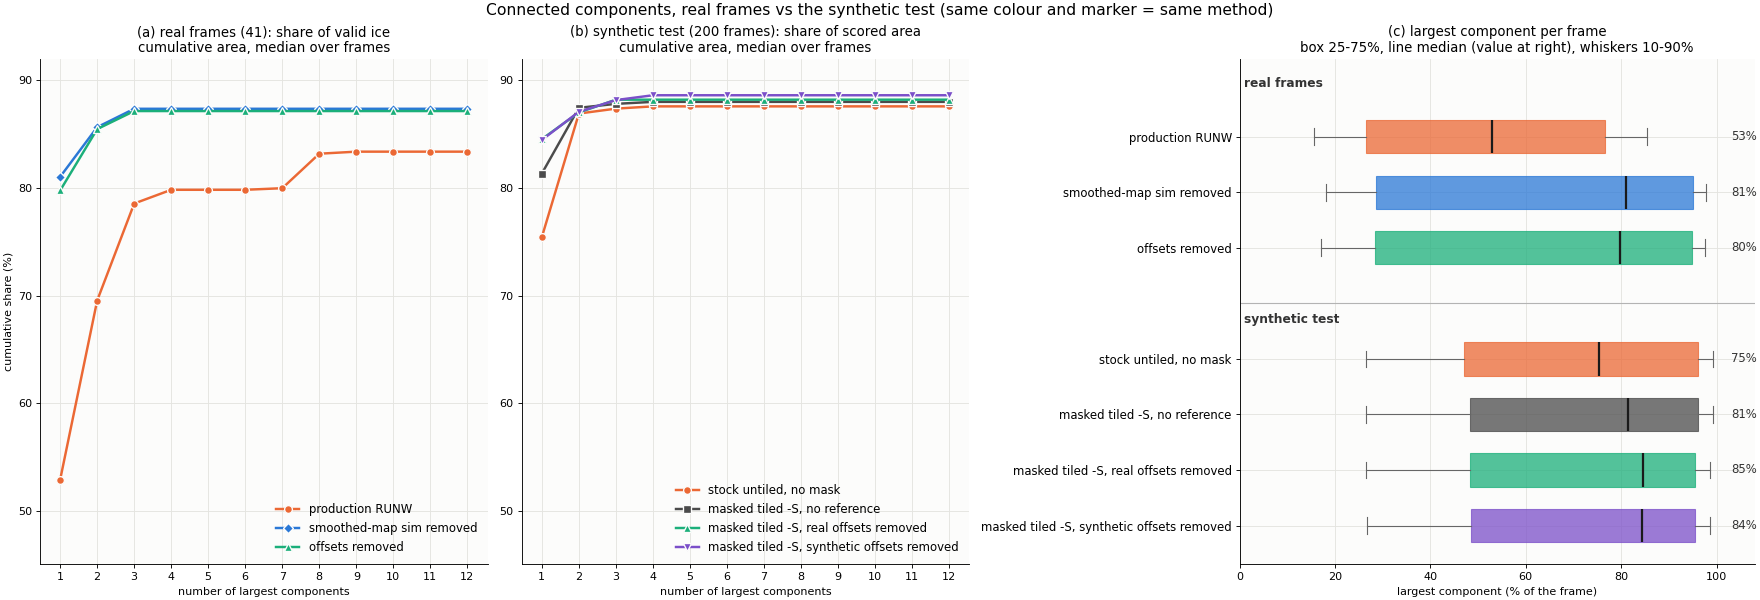 Connected components, real frames vs the synthetic test (same colour and marker = same method)
(a) real frames (41): share of valid ice
cumulative area, median over frames
90
80
70
60
50
cumulative share (%)
production RUNW
smoothed-map sim removed
offsets removed
1 2 3 4 5 6 7 8 9 10 11 12
number of largest components
(b) synthetic test (200 frames): share of scored area
cumulative area, median over frames
90
80
70
60
50
stock untiled, no mask
masked tiled -S, no reference
masked tiled -S, real offsets removed
masked tiled -S, synthetic offsets removed
1 2 3 4 5 6 7 8 9 10 11 12
number of largest components
(c) largest component per frame
box 25-75%, line median (value at right), whiskers 10-90%
real frames
production RUNW 53%
smoothed-map sim removed 81%
offsets removed 80%
synthetic test
stock untiled, no mask 75%
masked tiled -S, no reference 81%
masked tiled -S, real offsets removed 85%
masked tiled -S, synthetic offsets removed 84%
0 20 40 60 80 100
largest component (% of the frame)